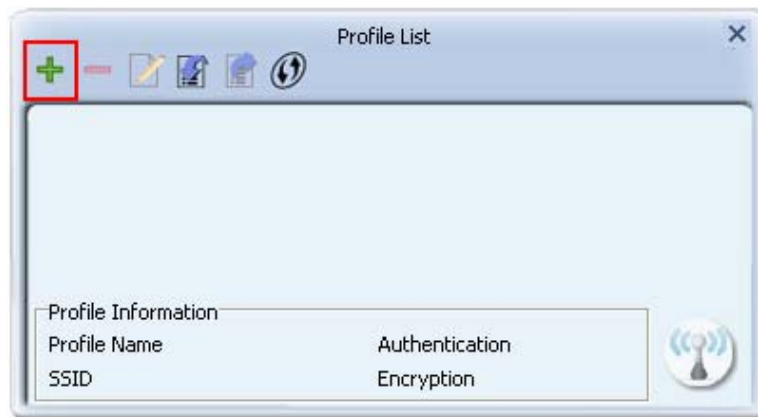 Profile List
Profile Information
Profile Name Authentication
SSID Encryption